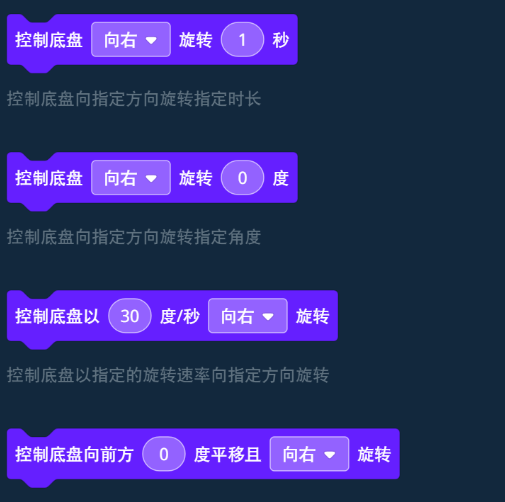 控制底盘 向右 旋转 1 秒
控制底盘向指定方向旋转指定时长
控制底盘 向右 旋转 0 度
控制底盘向指定方向旋转指定角度
控制底盘以 30 度/秒 向右 旋转
控制底盘以指定的旋转速率向指定方向旋转
控制底盘向前方 0 度平移且 向右 旋转